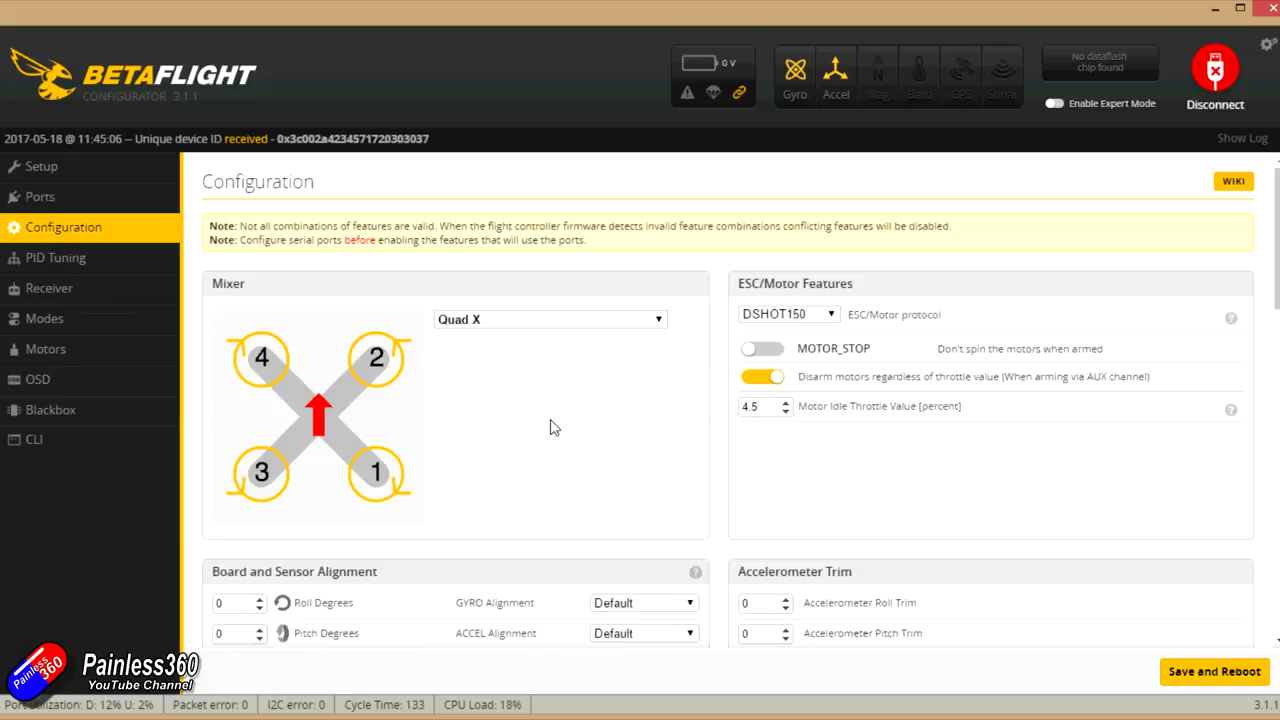 BETAFLIGHT
CONFIGURATOR 3.1.1
0 V
Gyro
Accel
Mag
Baro
GPS
Sonar
No dataflash
chip found
Enable Expert Mode
Disconnect
2017-05-18 @ 11:45:06 -- Unique device ID received - 0x3c002a4234571720303037
Show Log
Setup
Ports
Configuration
PID Tuning
Receiver
Modes
Motors
OSD
Blackbox
CLI
Configuration
WIKI
Note: Not all combinations of features are valid. When the flight controller firmware detects invalid feature combinations conflicting features will be disabled.
Note: Configure serial ports before enabling the features that will use the ports.
Mixer
Quad X
4
2
3
1
ESC/Motor Features
DSHOT150
ESC/Motor protocol
?
MOTOR_STOP
Don't spin the motors when armed
Disarm motors regardless of throttle value (When arming via AUX channel)
4.5
Motor Idle Throttle Value [percent]
?
Board and Sensor Alignment
?
0
Roll Degrees
GYRO Alignment
Default
0
Pitch Degrees
ACCEL Alignment
Default
Accelerometer Trim
0
Accelerometer Roll Trim
0
Accelerometer Pitch Trim
Save and Reboot
Painless360
Painless360
YouTube Channel
Port utilization: D: 12% U: 2%
Packet error: 0
I2C error: 0
Cycle Time: 133
CPU Load: 18%
3.1.1